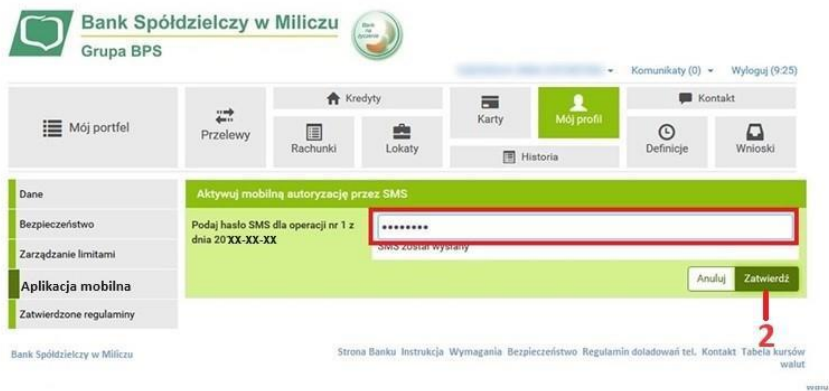 Bank Spółdzielczy w Miliczu
Grupa BPS
Komunikaty (0)
Wyloguj (9:25)
Mój portfel
Przelewy
Kredyty
Rachunki
Lokaty
Karty
Mój profil
Historia
Kontakt
Definicje
Wnioski
Dane
Bezpieczeństwo
Zarządzanie limitami
Aplikacja mobilna
Zatwierdzone regulaminy
Aktywuj mobilną autoryzację przez SMS
Podaj hasło SMS dla operacji nr 1 z
dnia 20XX-XX-XX
••••••••
SMS został wysłany
Anuluj
Zatwierdź
2
Bank Spółdzielczy w Miliczu
Strona Banku Instrukcja Wymagania Bezpieczeństwo Regulamin doładowań tel. Kontakt Tabela kursów
walut